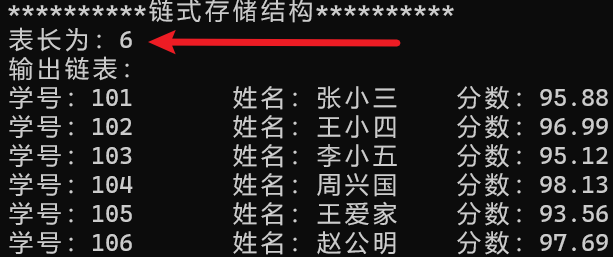 **********链式存储结构**********
表长为：6
输出链表：
学号：101 姓名：张小三 分数：95.88
学号：102 姓名：王小四 分数：96.99
学号：103 姓名：李小五 分数：95.12
学号：104 姓名：周兴国 分数：98.13
学号：105 姓名：王爱家 分数：93.56
学号：106 姓名：赵公明 分数：97.69